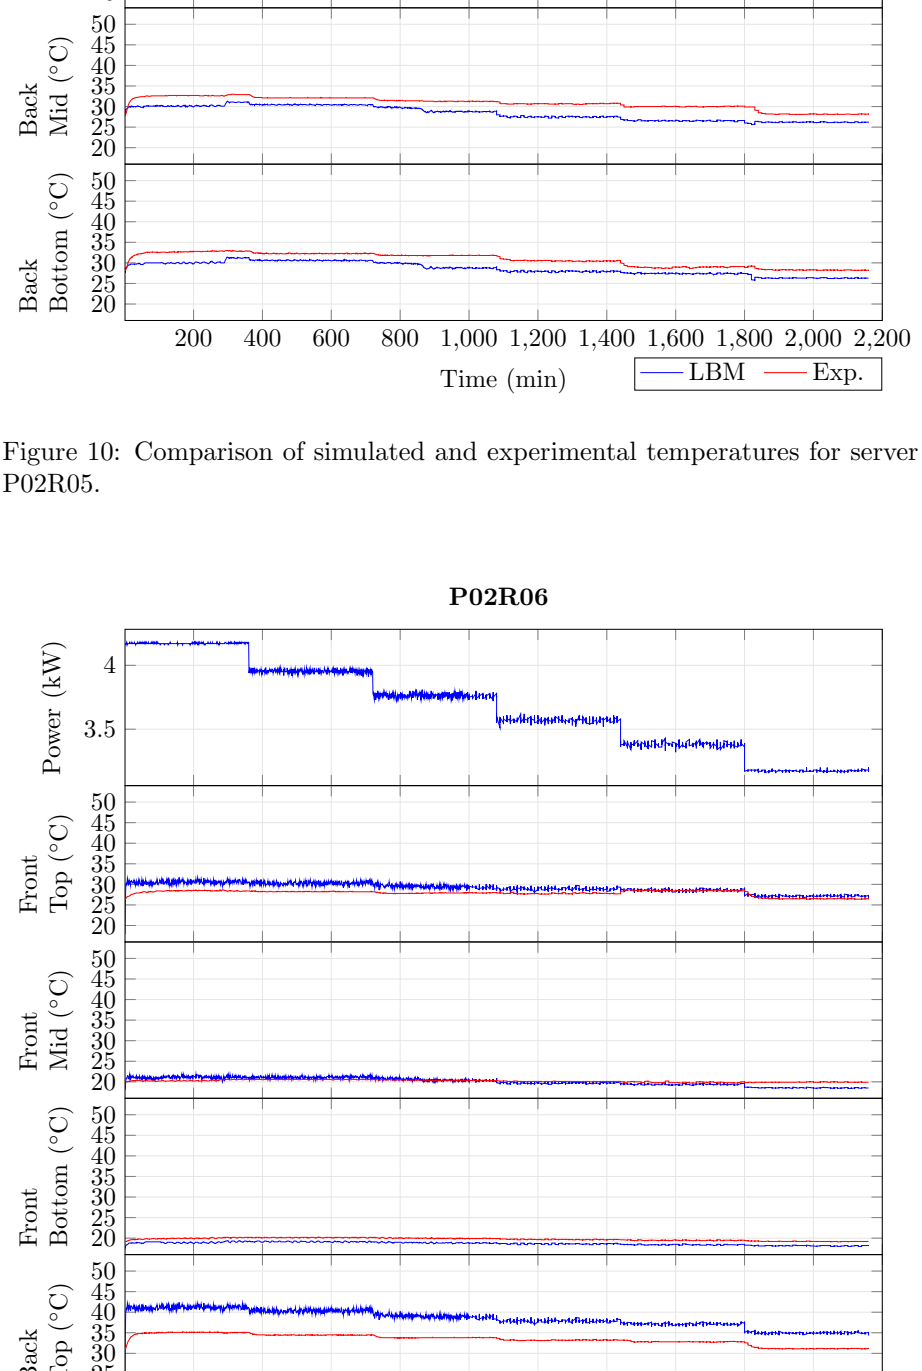 50
45
40
35
30
25
20
Back
Mid (°C)
50
45
40
35
30
25
20
Back
Bottom (°C)
200 400 600 800 1,000 1,200 1,400 1,600 1,800 2,000 2,200
Time (min)
LBM Exp.
Figure 10: Comparison of simulated and experimental temperatures for server
P02R05.
P02R06
4
3.5
Power (kW)
50
45
40
35
30
25
20
Front
Top (°C)
50
45
40
35
30
25
20
Front
Mid (°C)
50
45
40
35
30
25
20
Front
Bottom (°C)
50
45
40
35
30
25
Back
Top (°C)